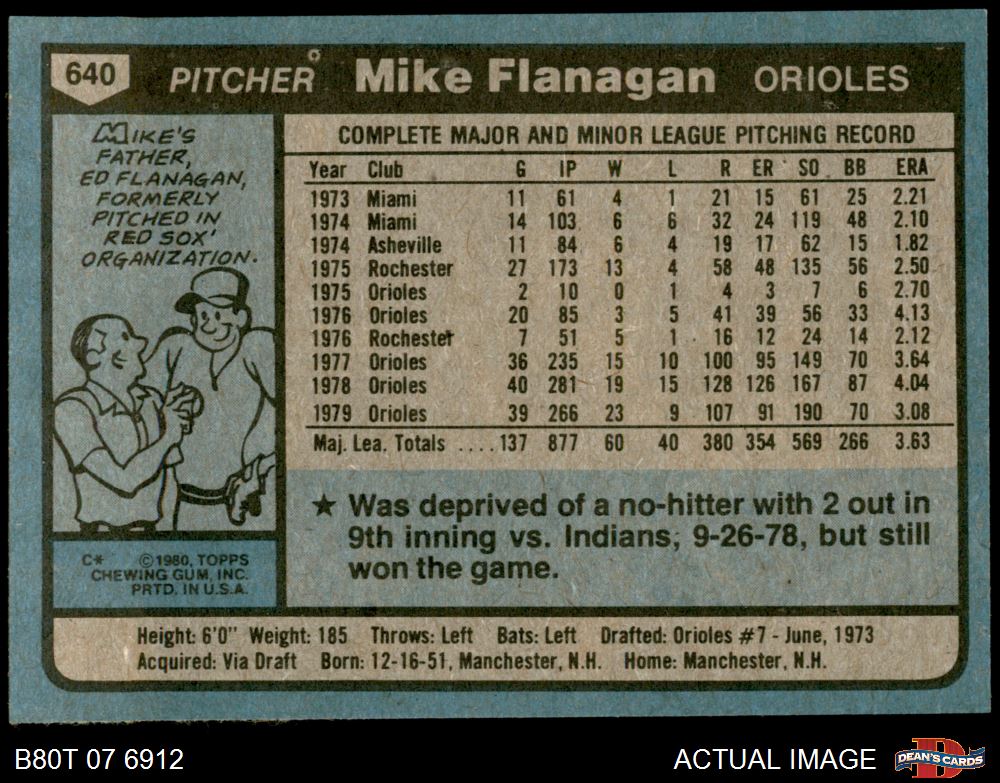 640 PITCHER Mike Flanagan ORIOLES
MIKE'S
FATHER,
ED FLANAGAN,
FORMERLY
PITCHED IN
RED SOX'
ORGANIZATION.
COMPLETE MAJOR AND MINOR LEAGUE PITCHING RECORD
Year Club G IP W L R ER SO BB ERA
1973 Miami 11 61 4 1 21 15 61 25 2.21
1974 Miami 14 103 6 6 32 24 119 48 2.10
1974 Asheville 11 84 6 4 19 17 62 15 1.82
1975 Rochester 27 173 13 4 58 48 135 56 2.50
1975 Orioles 2 10 0 1 4 3 7 6 2.70
1976 Orioles 20 85 3 5 41 39 56 33 4.13
1976 Rochester 7 51 5 1 16 12 24 14 2.12
1977 Orioles 36 235 15 10 100 95 149 70 3.64
1978 Orioles 40 281 19 15 128 126 167 87 4.04
1979 Orioles 39 266 23 9 107 91 190 70 3.08
Maj. Lea. Totals ....137 877 60 40 380 354 569 266 3.63
★ Was deprived of a no-hitter with 2 out in
9th inning vs. Indians, 9-26-78, but still
won the game.
C* ©1980, TOPPS
CHEWING GUM, INC.
PRTD. IN U.S.A.
Height: 6'0" Weight: 185 Throws: Left Bats: Left Drafted: Orioles #7 - June, 1973
Acquired: Via Draft Born: 12-16-51, Manchester, N.H. Home: Manchester, N.H.
B80T 07 6912 ACTUAL IMAGE DEAN'S CARDS